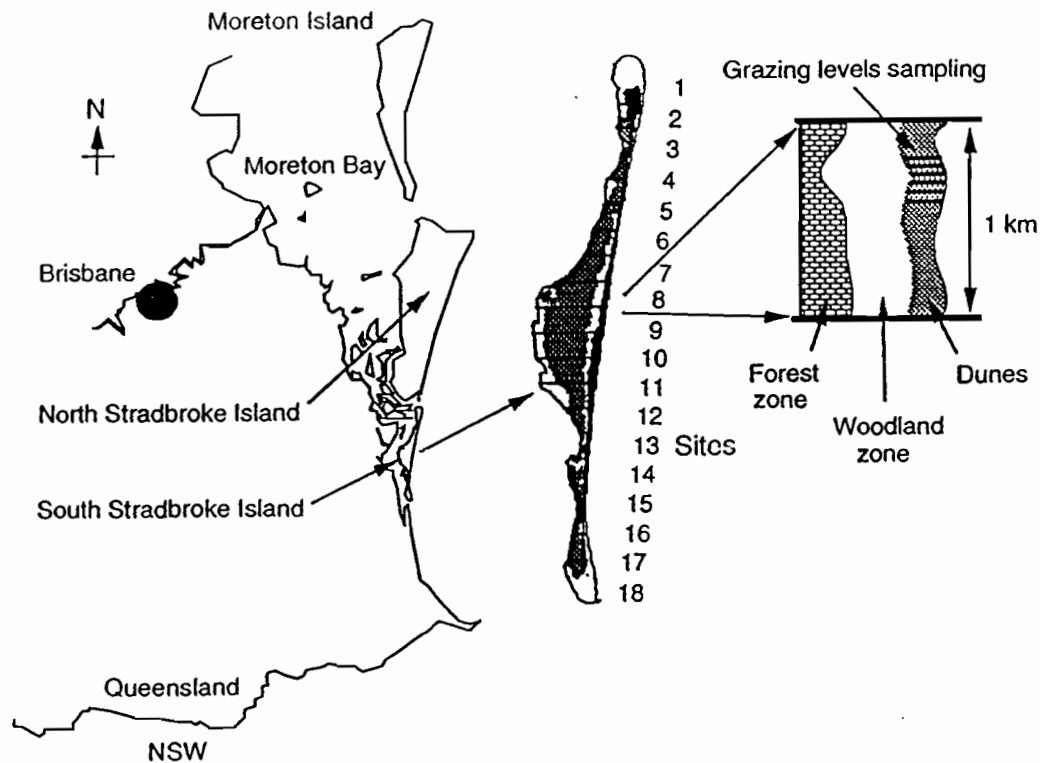 Moreton Island
N
Moreton Bay
Brisbane
North Stradbroke Island
South Stradbroke Island
Queensland
NSW
1
2
3
4
5
6
7
8
9
10
11
12
13 Sites
14
15
16
17
18
Grazing levels sampling
1 km
Forest
zone
Woodland
zone
Dunes